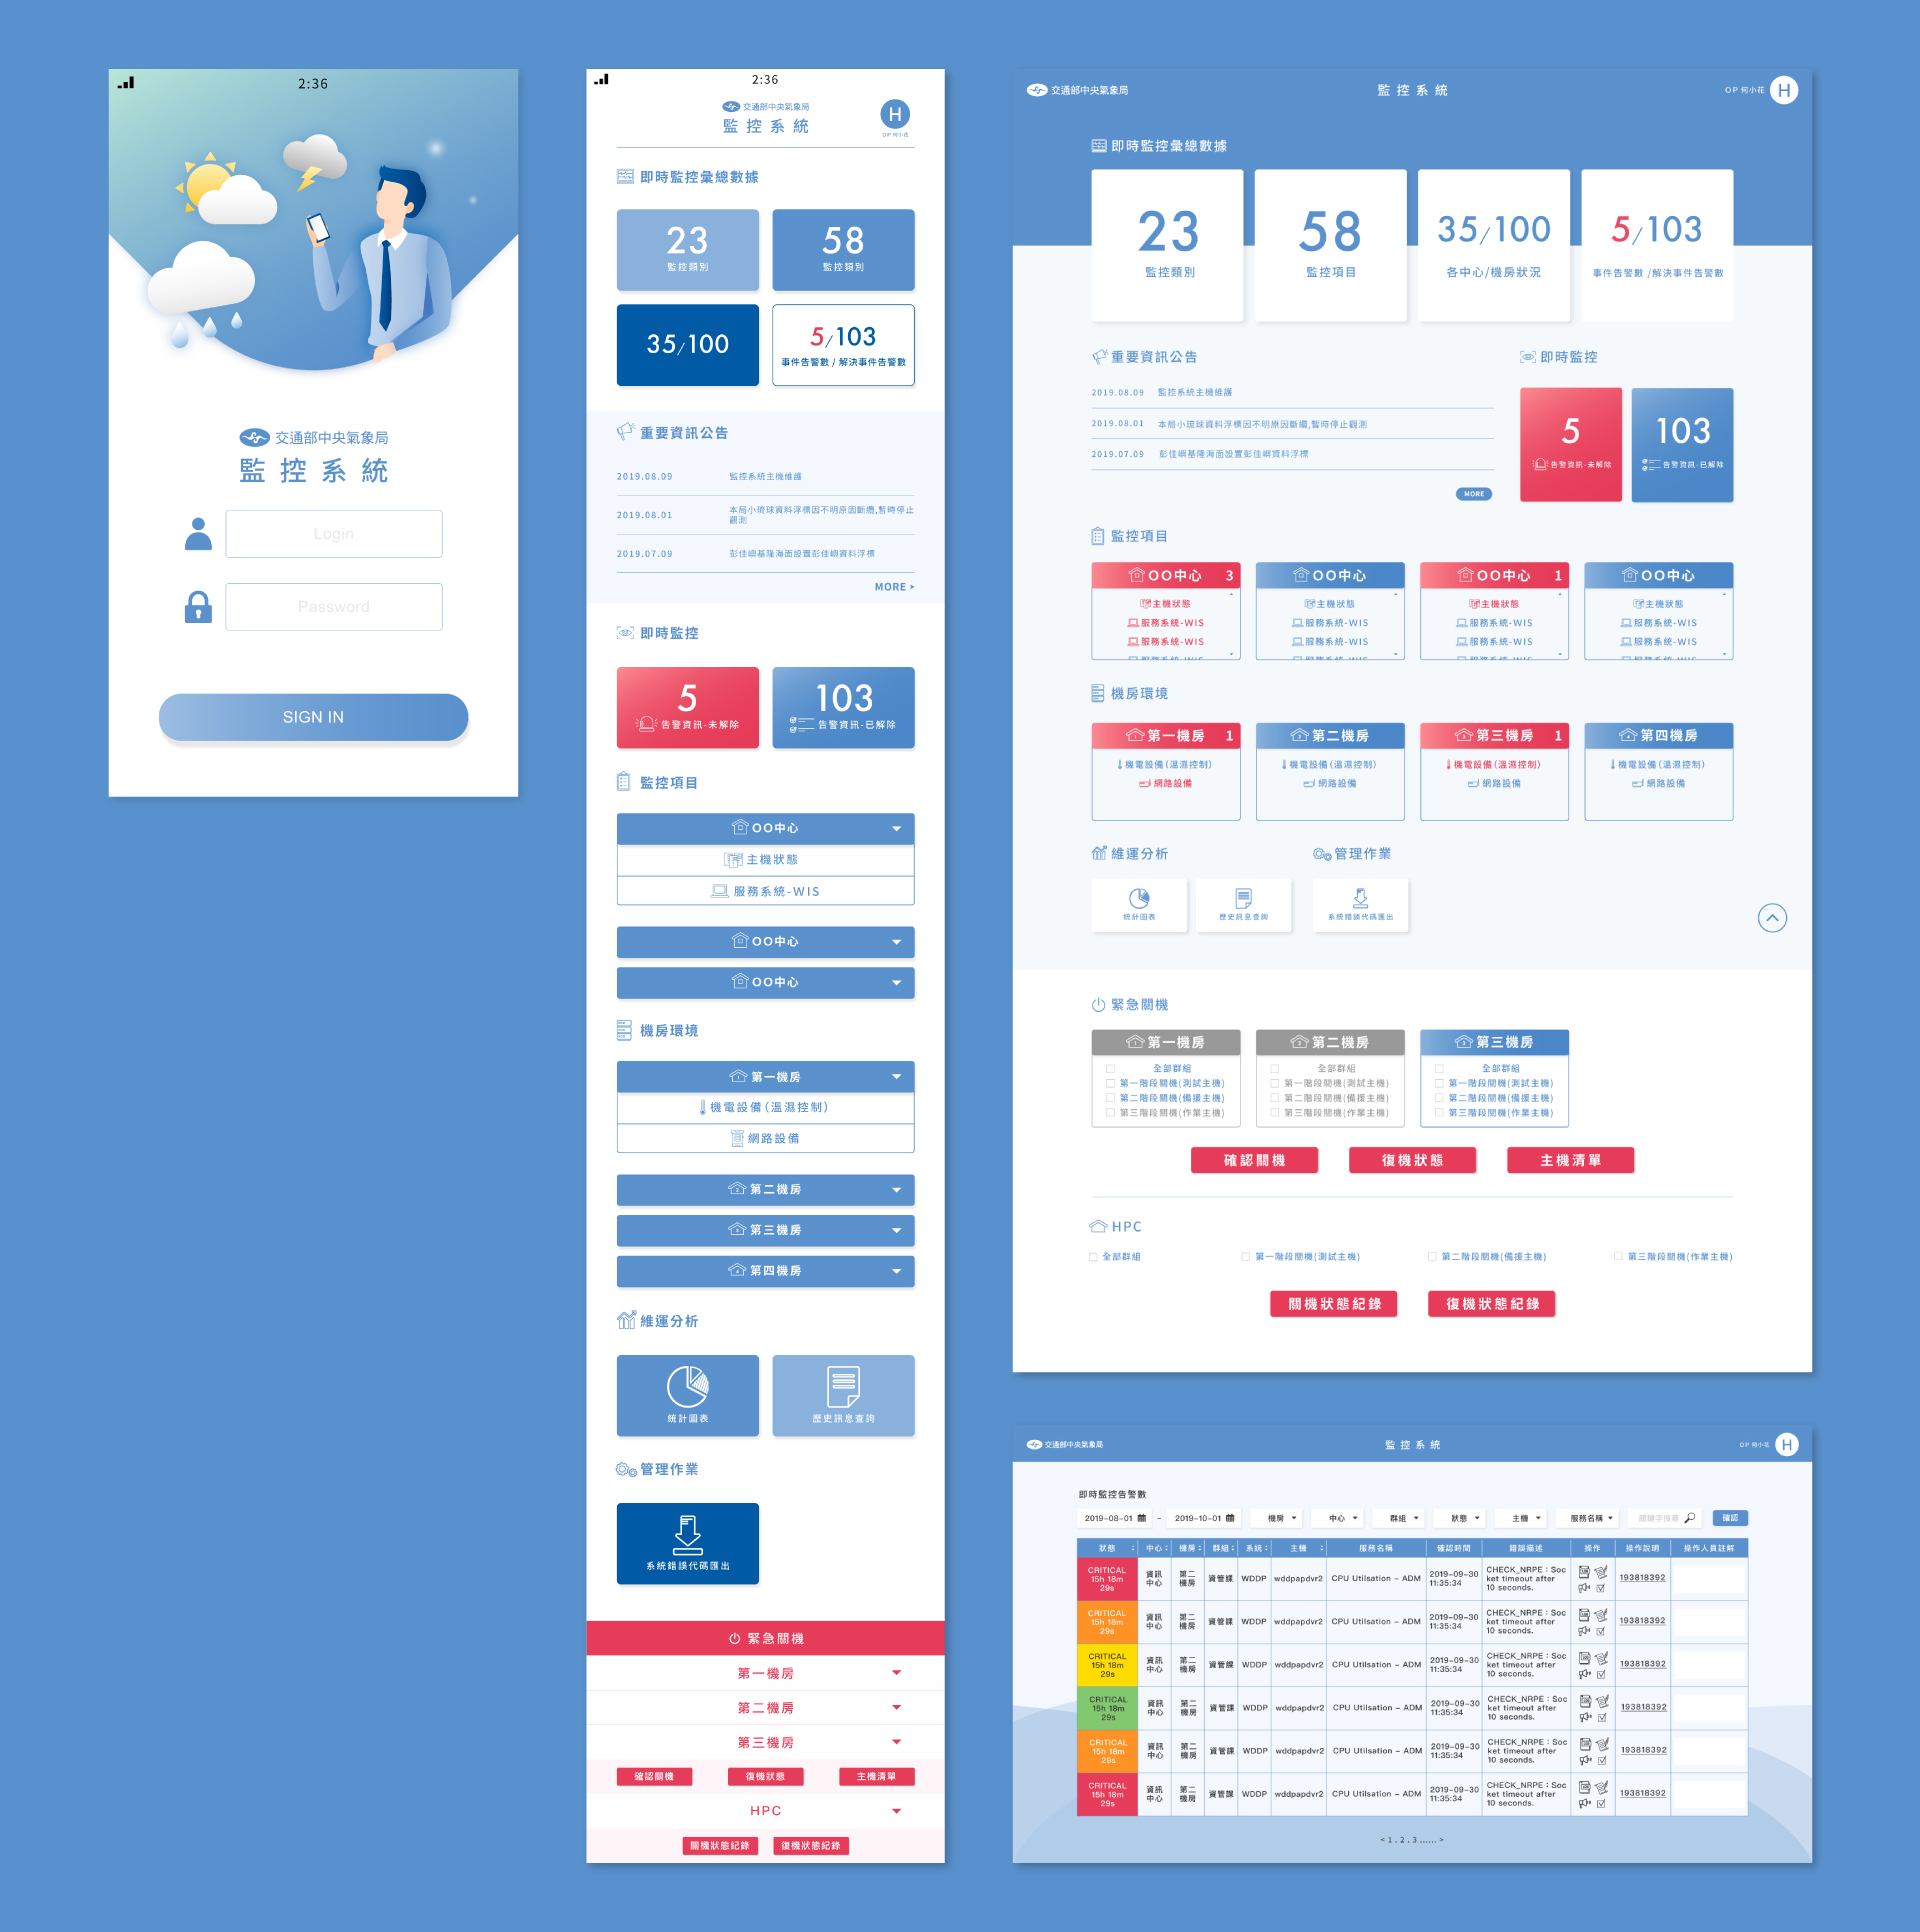 2:36
交通部中央氣象局
監控系統
Login
Password
SIGN IN
2:36
交通部中央氣象局
監控系統
H
OP 何小花
即時監控彙總數據
23
監控類別
58
監控類別
35/100
5/103
事件告警數 / 解決事件告警數
重要資訊公告
2019.08.09 監控系統主機維護
2019.08.01 本局小琉球資料浮標因不明原因斷纜,暫時停止
觀測
2019.07.09 彭佳嶼基隆海面設置彭佳嶼資料浮標
MORE >
即時監控
5
告警資訊-未解除
103
告警資訊-已解除
監控項目
OO中心
主機狀態
服務系統-WIS
OO中心
OO中心
機房環境
第一機房
機電設備(溫濕控制)
網路設備
第二機房
第三機房
第四機房
維運分析
統計圖表
歷史訊息查詢
管理作業
系統錯誤代碼匯出
緊急關機
第一機房
第二機房
第三機房
確認關機 復機狀態 主機清單
HPC
關機狀態紀錄 復機狀態紀錄
交通部中央氣象局
監控系統
OP 何小花 H
即時監控彙總數據
23
監控類別
58
監控項目
35/100
各中心/機房狀況
5/103
事件告警數 /解決事件告警數
重要資訊公告
2019.08.09 監控系統主機維護
2019.08.01 本局小琉球資料浮標因不明原因斷纜,暫時停止觀測
2019.07.09 彭佳嶼基隆海面設置彭佳嶼資料浮標
MORE
即時監控
5
告警資訊-未解除
103
告警資訊-已解除
監控項目
OO中心 3
主機狀態
服務系統-WIS
服務系統-WIS
服務系統-WIS
OO中心
主機狀態
服務系統-WIS
服務系統-WIS
服務系統-WIS
OO中心 1
主機狀態
服務系統-WIS
服務系統-WIS
服務系統-WIS
OO中心
主機狀態
服務系統-WIS
服務系統-WIS
服務系統-WIS
機房環境
第一機房 1
機電設備(溫濕控制)
網路設備
第二機房
機電設備(溫濕控制)
網路設備
第三機房 1
機電設備(溫濕控制)
網路設備
第四機房
機電設備(溫濕控制)
網路設備
維運分析
統計圖表
歷史訊息查詢
管理作業
系統錯誤代碼匯出
緊急關機
第一機房
全部群組
第一階段關機(測試主機)
第二階段關機(備援主機)
第三階段關機(作業主機)
第二機房
全部群組
第一階段關機(測試主機)
第二階段關機(備援主機)
第三階段關機(作業主機)
第三機房
全部群組
第一階段關機(測試主機)
第二階段關機(備援主機)
第三階段關機(作業主機)
確認關機 復機狀態 主機清單
HPC
全部群組 第一階段關機(測試主機) 第二階段關機(備援主機) 第三階段關機(作業主機)
關機狀態紀錄 復機狀態紀錄
交通部中央氣象局
監控系統
OP 何小花 H
即時監控告警數
2019-08-01 - 2019-10-01 機房 中心 群組 狀態 主機 服務名稱 關鍵字搜尋 確認
狀態 中心 機房 群組 系統 主機 服務名稱 確認時間 錯誤描述 操作 操作說明 操作人員註解
CRITICAL 15h 18m 29s 資訊中心 第二機房 資管課 WDDP wddpapdvr2 CPU Utilsation - ADM 2019-09-30 11:35:34 CHECK_NRPE：Socket timeout after 10 seconds. 193818392
CRITICAL 15h 18m 29s 資訊中心 第二機房 資管課 WDDP wddpapdvr2 CPU Utilsation - ADM 2019-09-30 11:35:34 CHECK_NRPE：Socket timeout after 10 seconds. 193818392
CRITICAL 15h 18m 29s 資訊中心 第二機房 資管課 WDDP wddpapdvr2 CPU Utilsation - ADM 2019-09-30 11:35:34 CHECK_NRPE：Socket timeout after 10 seconds. 193818392
CRITICAL 15h 18m 29s 資訊中心 第二機房 資管課 WDDP wddpapdvr2 CPU Utilsation - ADM 2019-09-30 11:35:34 CHECK_NRPE：Socket timeout after 10 seconds. 193818392
CRITICAL 15h 18m 29s 資訊中心 第二機房 資管課 WDDP wddpapdvr2 CPU Utilsation - ADM 2019-09-30 11:35:34 CHECK_NRPE：Socket timeout after 10 seconds. 193818392
CRITICAL 15h 18m 29s 資訊中心 第二機房 資管課 WDDP wddpapdvr2 CPU Utilsation - ADM 2019-09-30 11:35:34 CHECK_NRPE：Socket timeout after 10 seconds. 193818392
< 1 . 2 . 3 ...... >